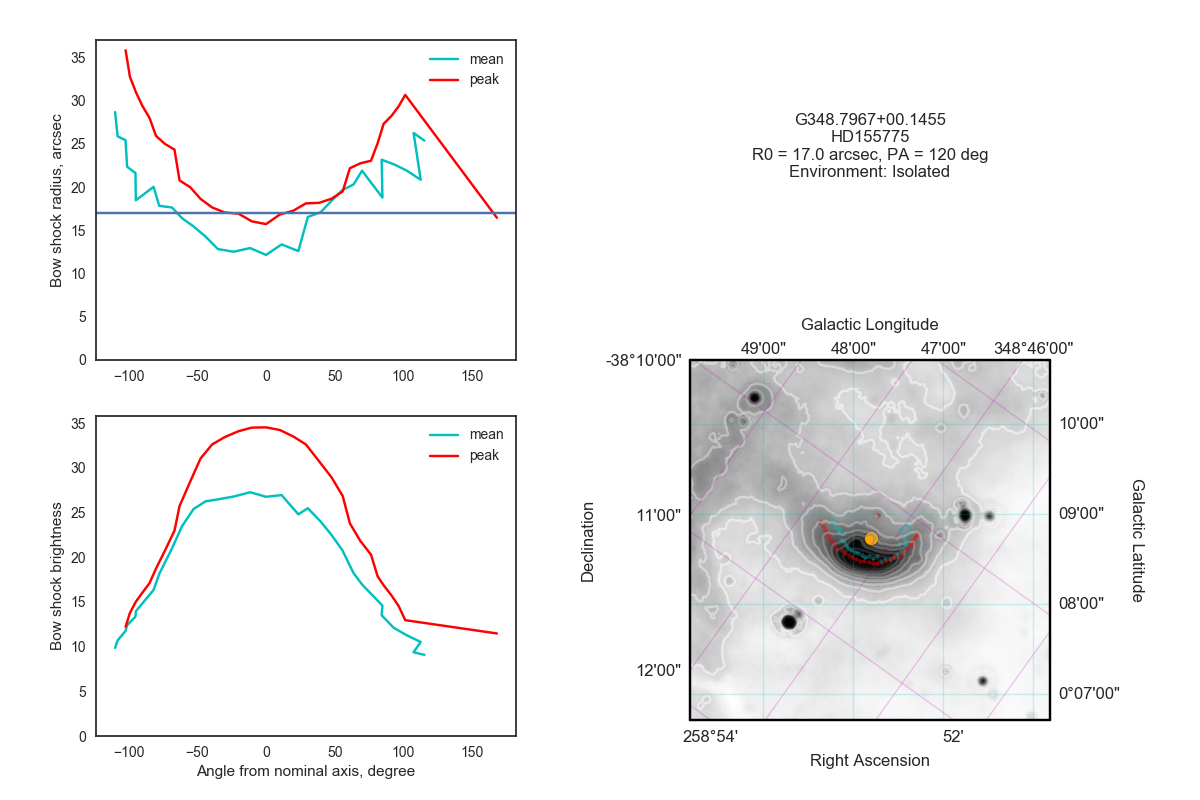 35
30
25
20
15
10
5
0
Bow shock radius, arcsec
mean
peak
−100 −50 0 50 100 150
G348.7967+00.1455
HD155775
R0 = 17.0 arcsec, PA = 120 deg
Environment: Isolated
35
30
25
20
15
10
5
0
Bow shock brightness
mean
peak
−100 −50 0 50 100 150
Angle from nominal axis, degree
Galactic Longitude
49'00" 48'00" 47'00" 348°46'00"
-38°10'00"
11'00"
12'00"
Declination
10'00"
09'00"
08'00"
0°07'00"
Galactic Latitude
258°54' 52'
Right Ascension